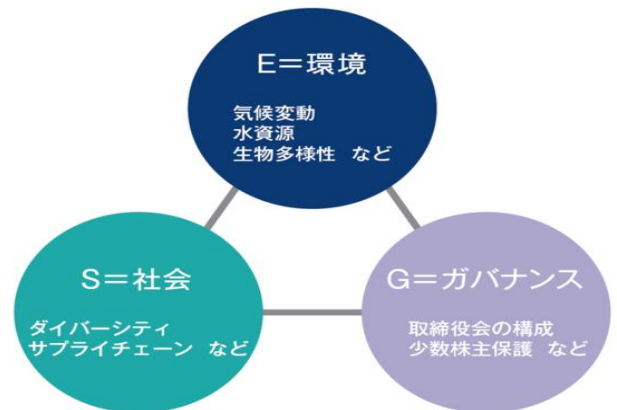 E＝環境
気候変動
水資源
生物多様性 など
S＝社会
ダイバーシティ
サプライチェーン など
G＝ガバナンス
取締役会の構成
少数株主保護 など